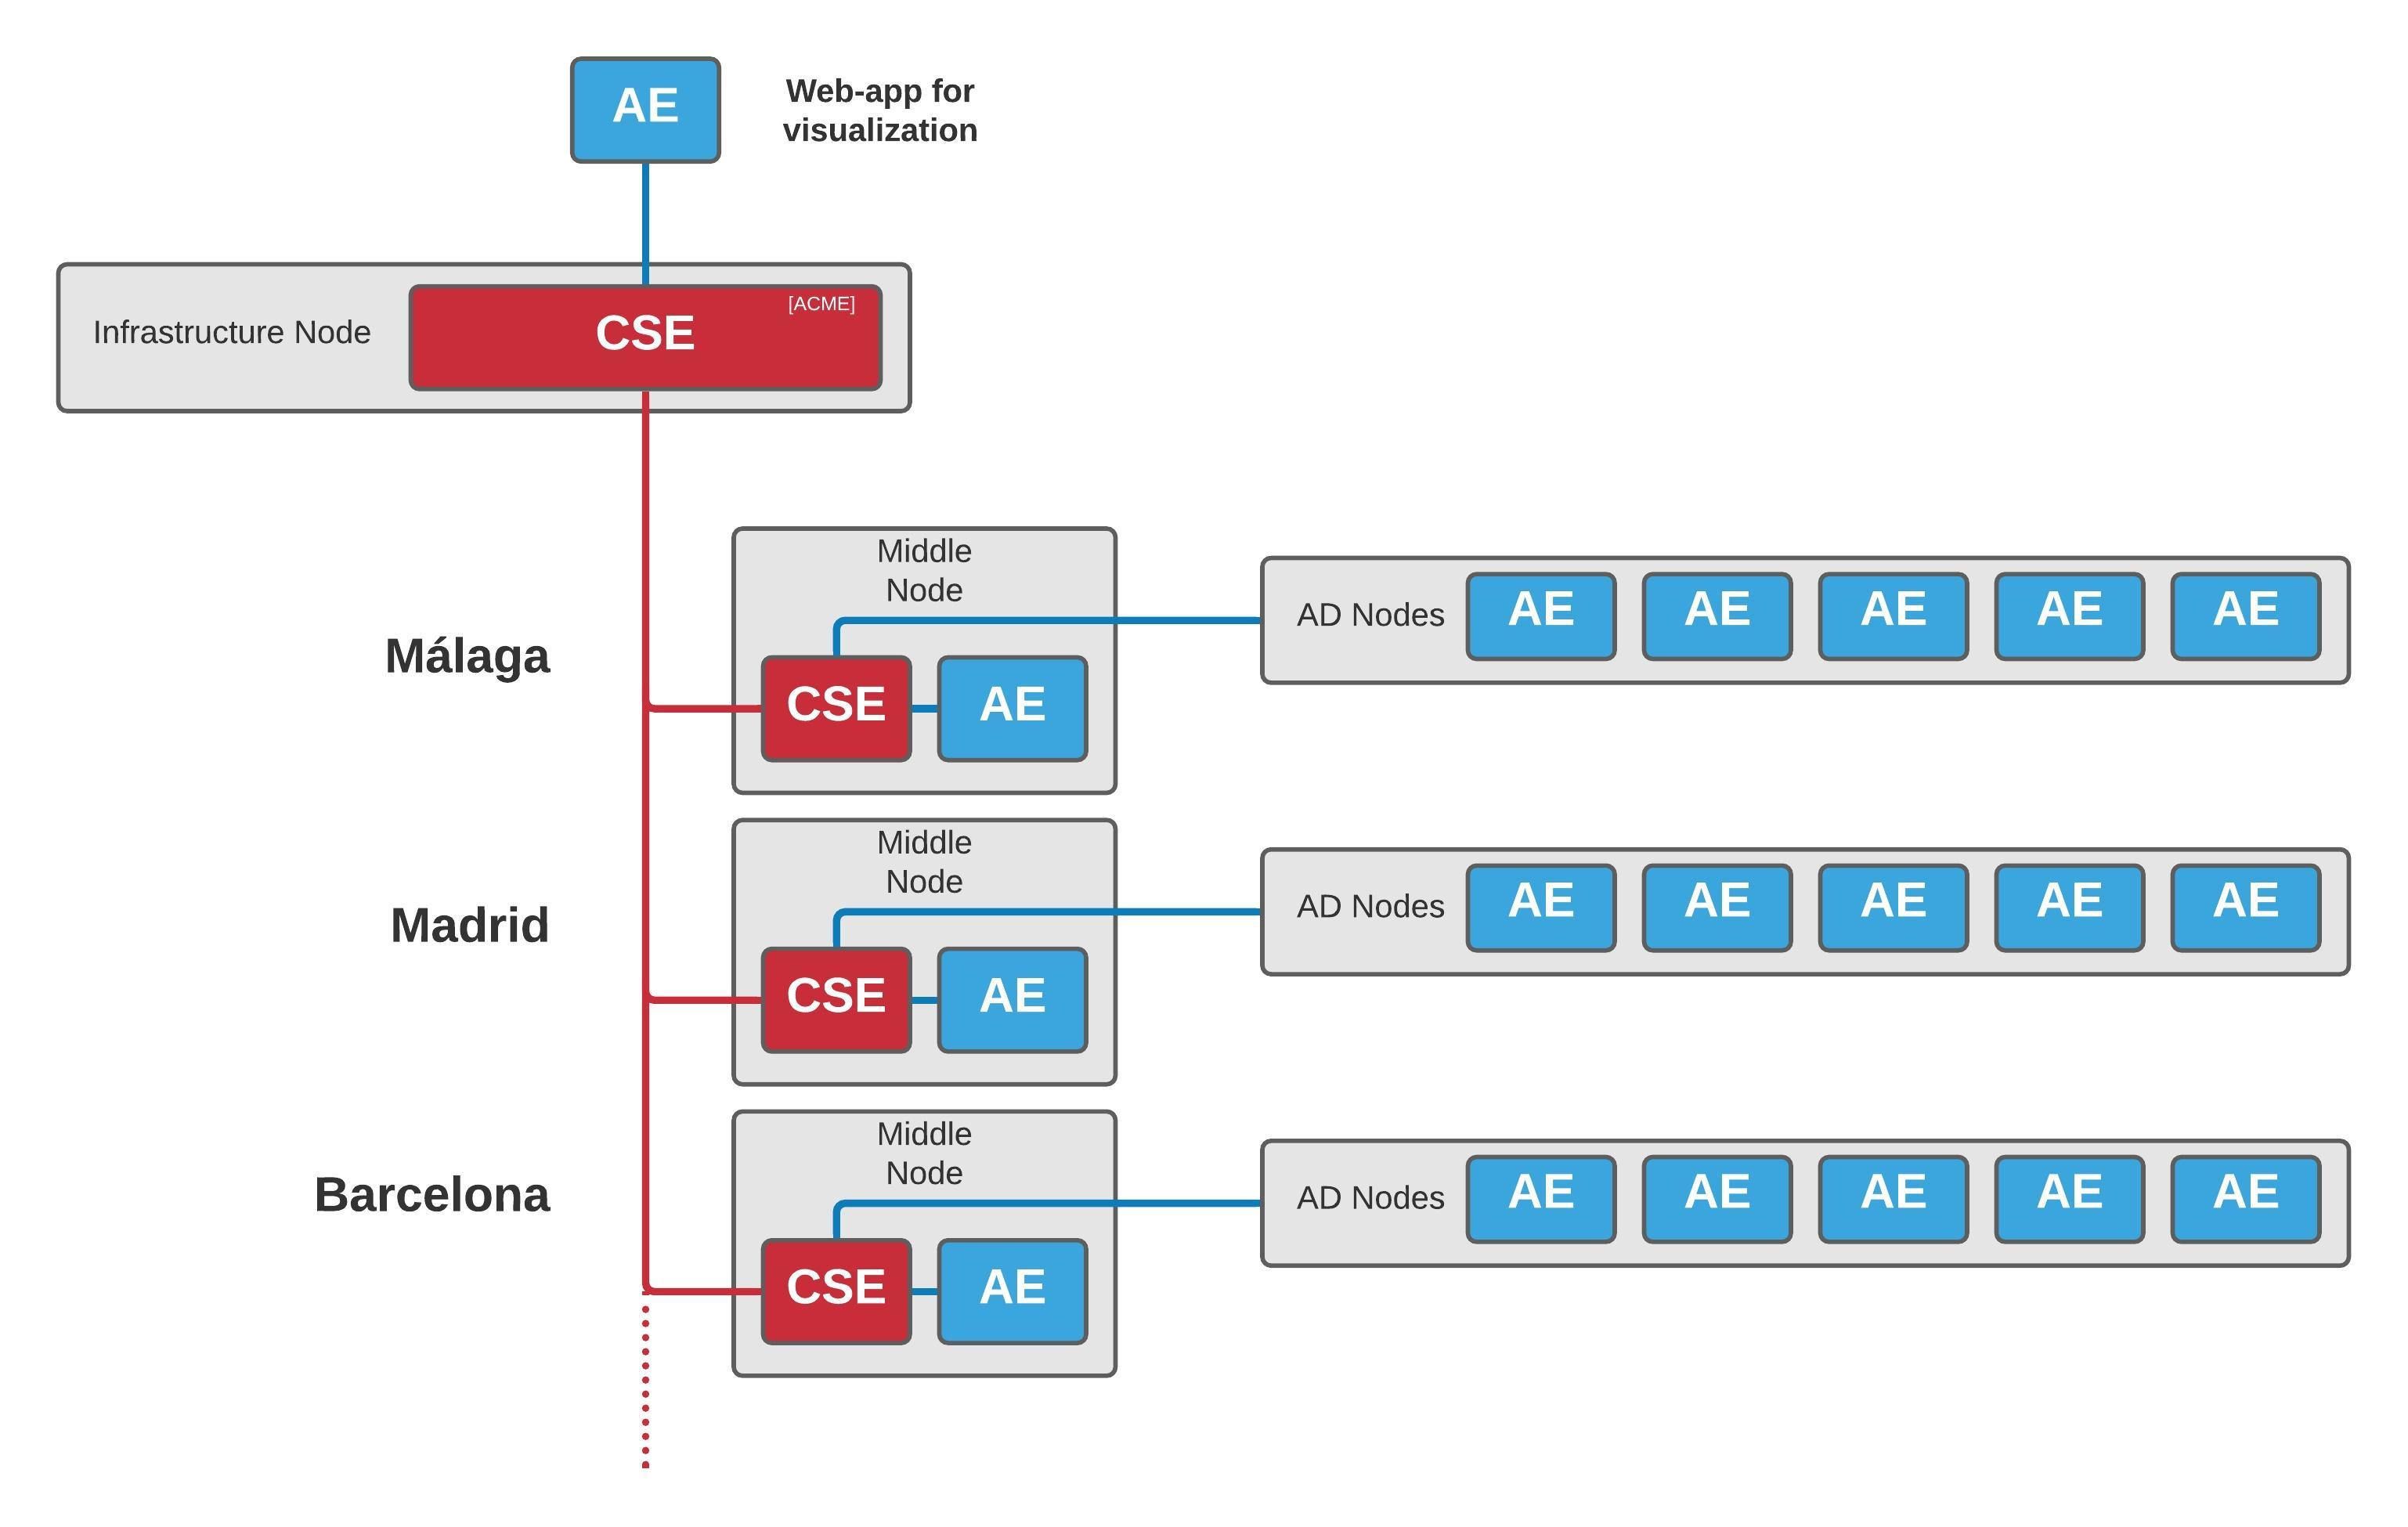 AE
Web-app for
visualization
Infrastructure Node
CSE
[ACME]
Málaga
Middle
Node
CSE
AE
AD Nodes
AE
AE
AE
AE
AE
Madrid
Middle
Node
CSE
AE
AD Nodes
AE
AE
AE
AE
AE
Barcelona
Middle
Node
CSE
AE
AD Nodes
AE
AE
AE
AE
AE